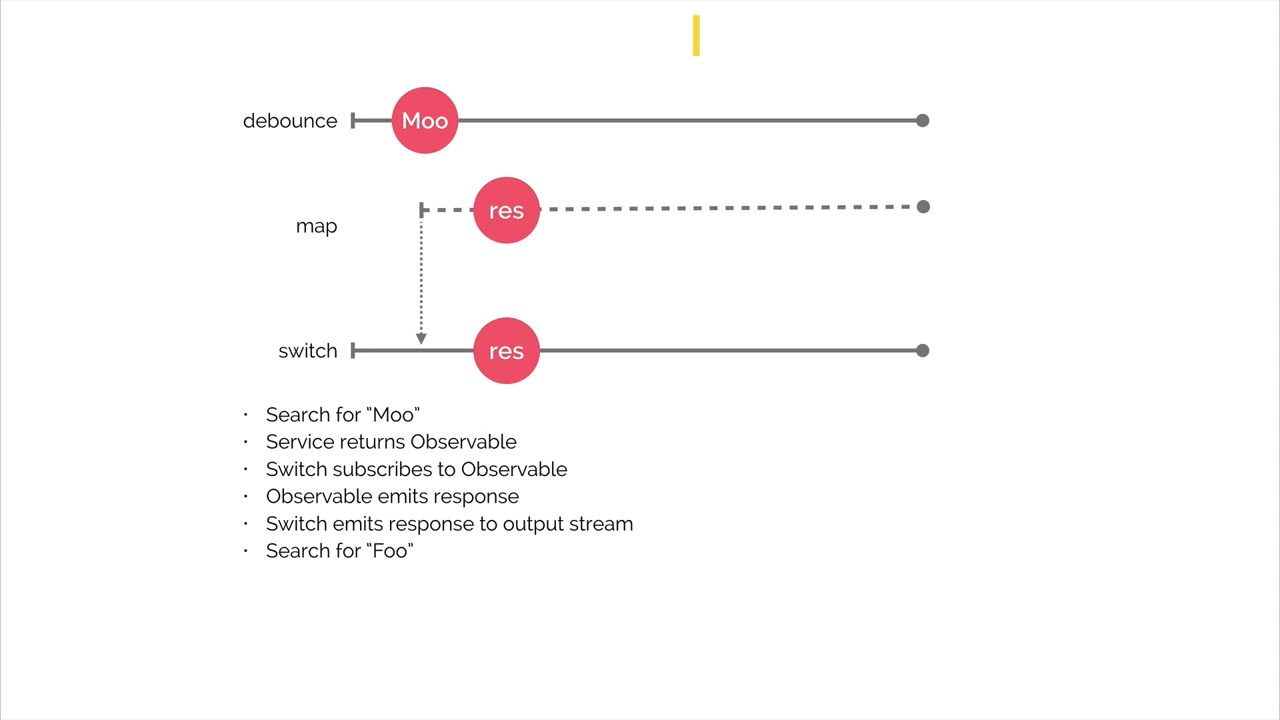 debounce
Moo
map
res
switch
res
· Search for “Moo”
· Service returns Observable
· Switch subscribes to Observable
· Observable emits response
· Switch emits response to output stream
· Search for “Foo”